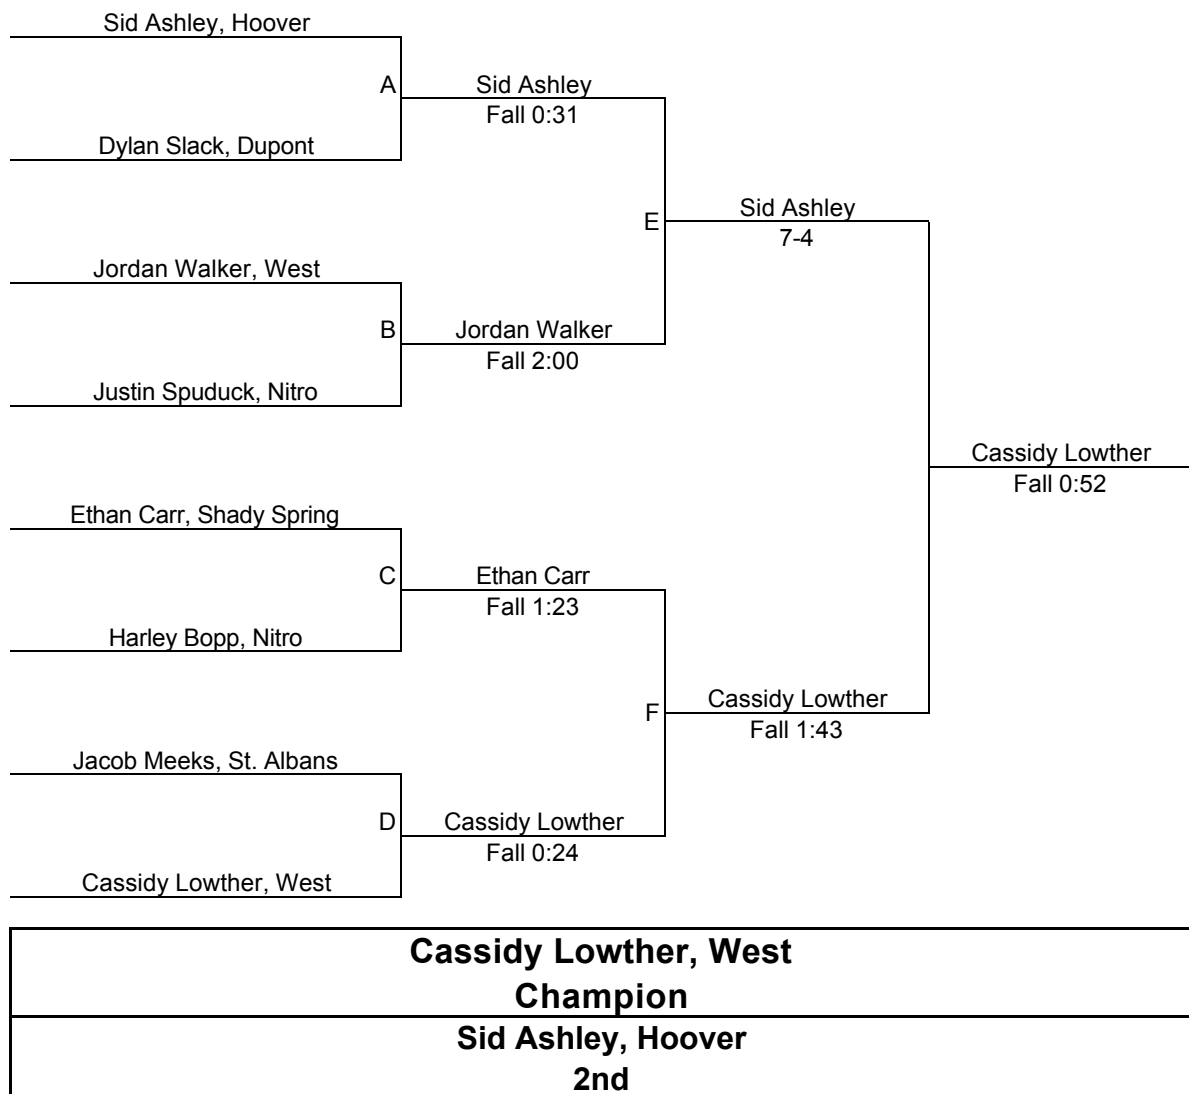 Sid Ashley, Hoover
A
Sid Ashley
Fall 0:31
Dylan Slack, Dupont
E
Sid Ashley
7-4
Jordan Walker, West
B
Jordan Walker
Fall 2:00
Justin Spuduck, Nitro
Cassidy Lowther
Fall 0:52
Ethan Carr, Shady Spring
C
Ethan Carr
Fall 1:23
Harley Bopp, Nitro
F
Cassidy Lowther
Fall 1:43
Jacob Meeks, St. Albans
D
Cassidy Lowther
Fall 0:24
Cassidy Lowther, West
Cassidy Lowther, West
Champion
Sid Ashley, Hoover
2nd